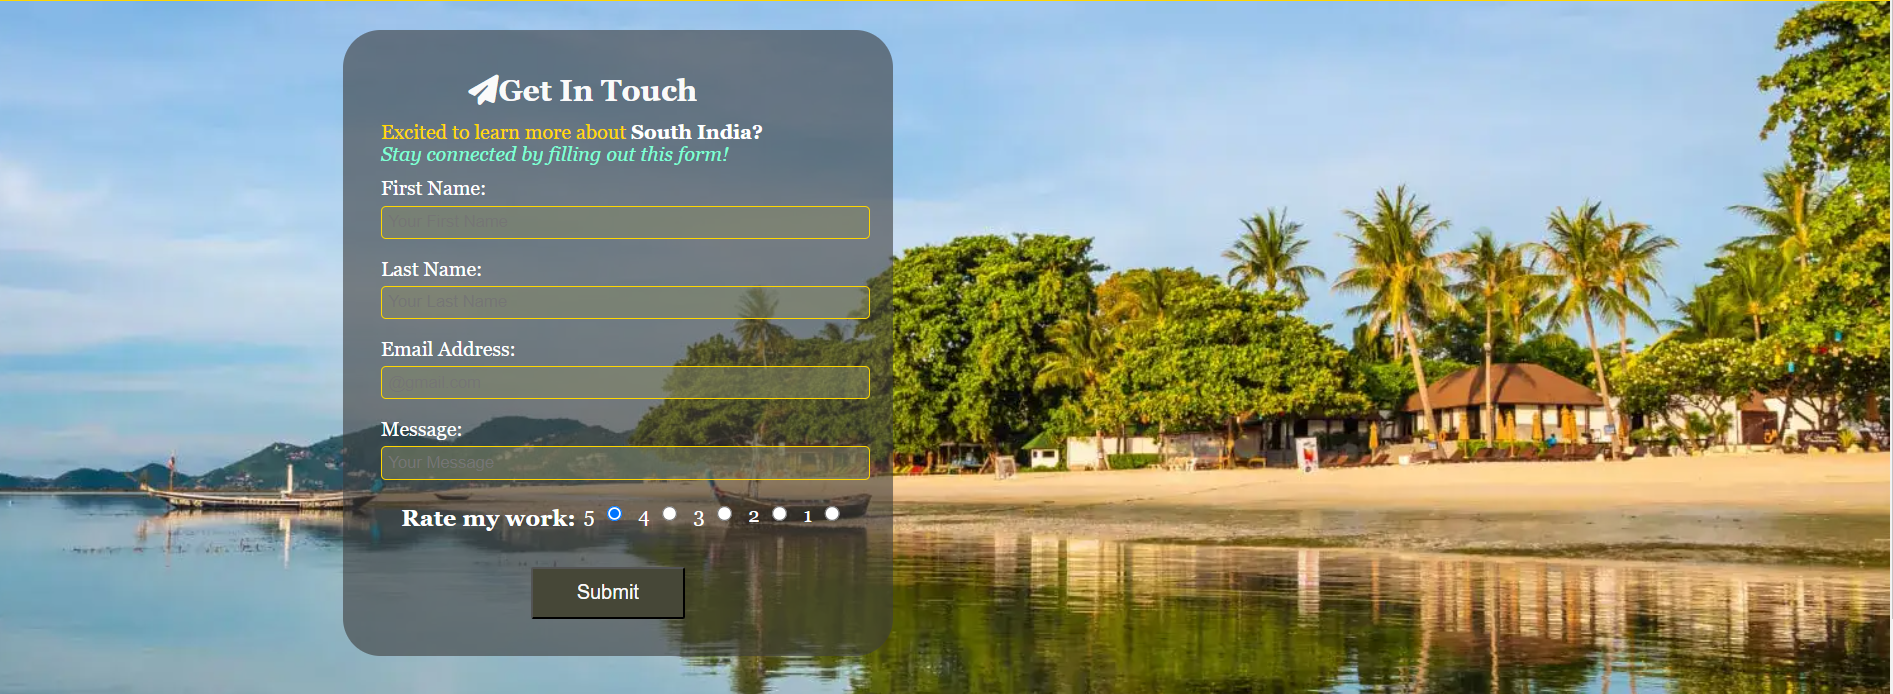 Get In Touch
Excited to learn more about South India?
Stay connected by filling out this form!
First Name:
Your First Name
Last Name:
Your Last Name
Email Address:
@gmail.com
Message:
Your Message
Rate my work: 5 4 3 2 1
Submit